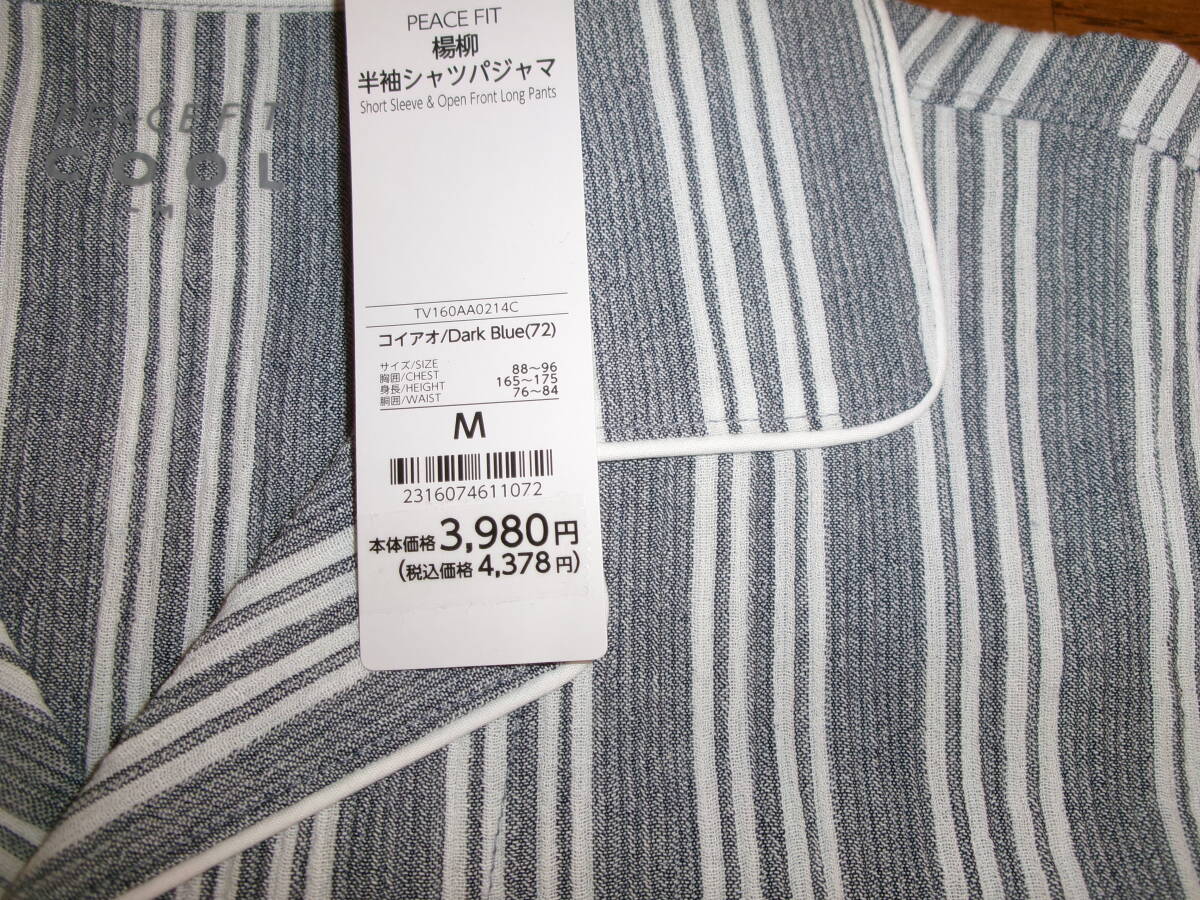 PEACE FIT
楊柳
半袖シャツパジャマ
Short Sleeve & Open Front Long Pants
PEACE FIT
COOL
TV160AA0214C
コイアオ/Dark Blue(72)
サイズ/SIZE
胸囲/CHEST 88～96
身長/HEIGHT 165～175
胴囲/WAIST 76～84
M
2316074611072
本体価格 3,980円
(税込価格 4,378円)